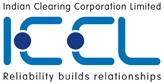 Indian Clearing Corporation Limited
ICCL
Reliability builds relationships